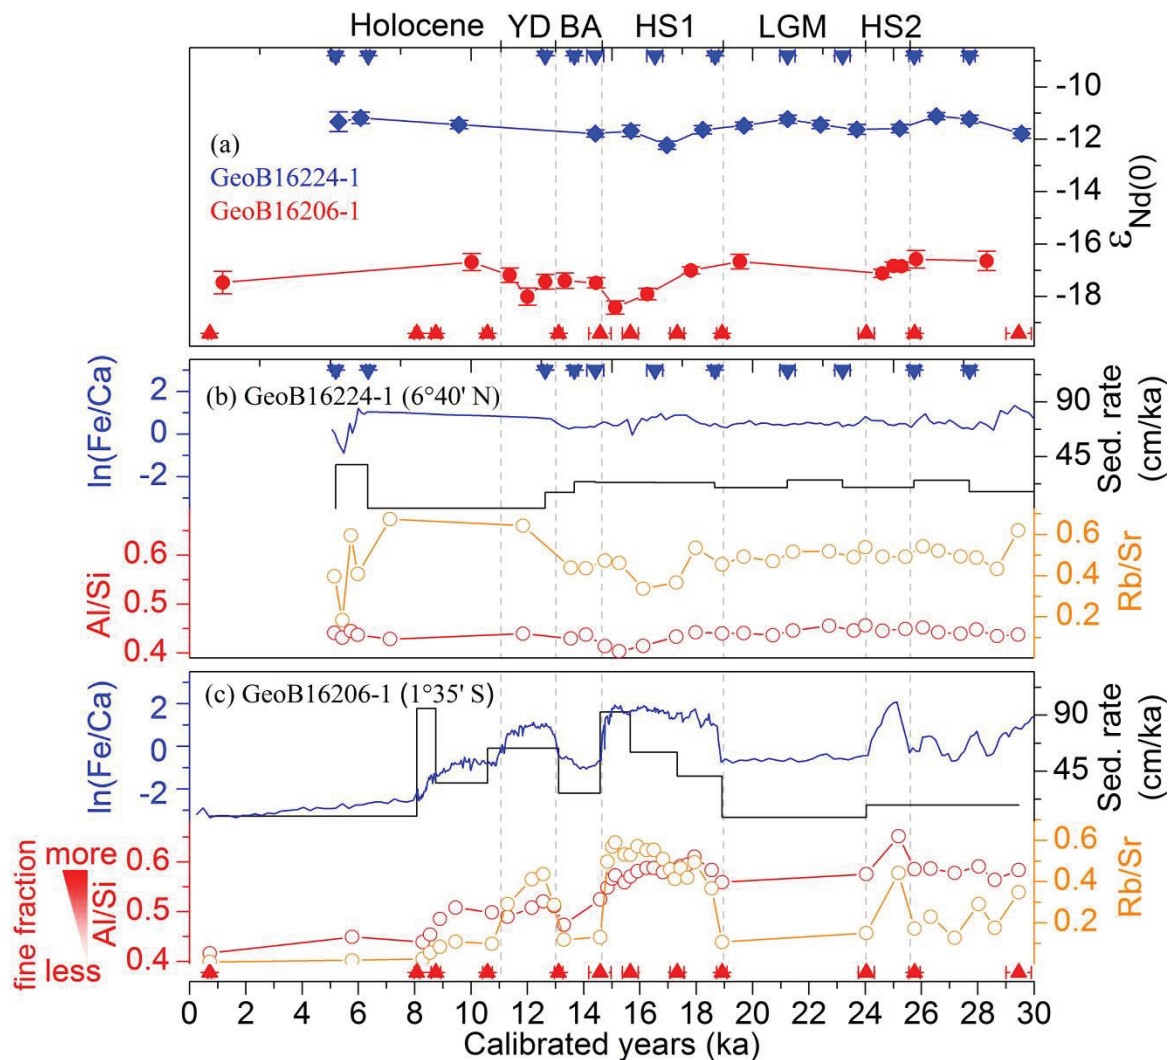 Holocene YD BA HS1 LGM HS2
(a)
GeoB16224-1
GeoB16206-1
-10
-12
-14
-16
-18
εNd(0)
(b) GeoB16224-1 (6°40' N)
ln(Fe/Ca)
2
0
-2
90
45
Sed. rate
(cm/ka)
Al/Si
0.6
0.5
0.4
0.6
0.4
0.2
Rb/Sr
(c) GeoB16206-1 (1°35' S)
ln(Fe/Ca)
2
0
-2
90
45
Sed. rate
(cm/ka)
fine fraction
more
less
Al/Si
0.6
0.5
0.4
0.6
0.4
0.2
Rb/Sr
0 2 4 6 8 10 12 14 16 18 20 22 24 26 28 30
Calibrated years (ka)